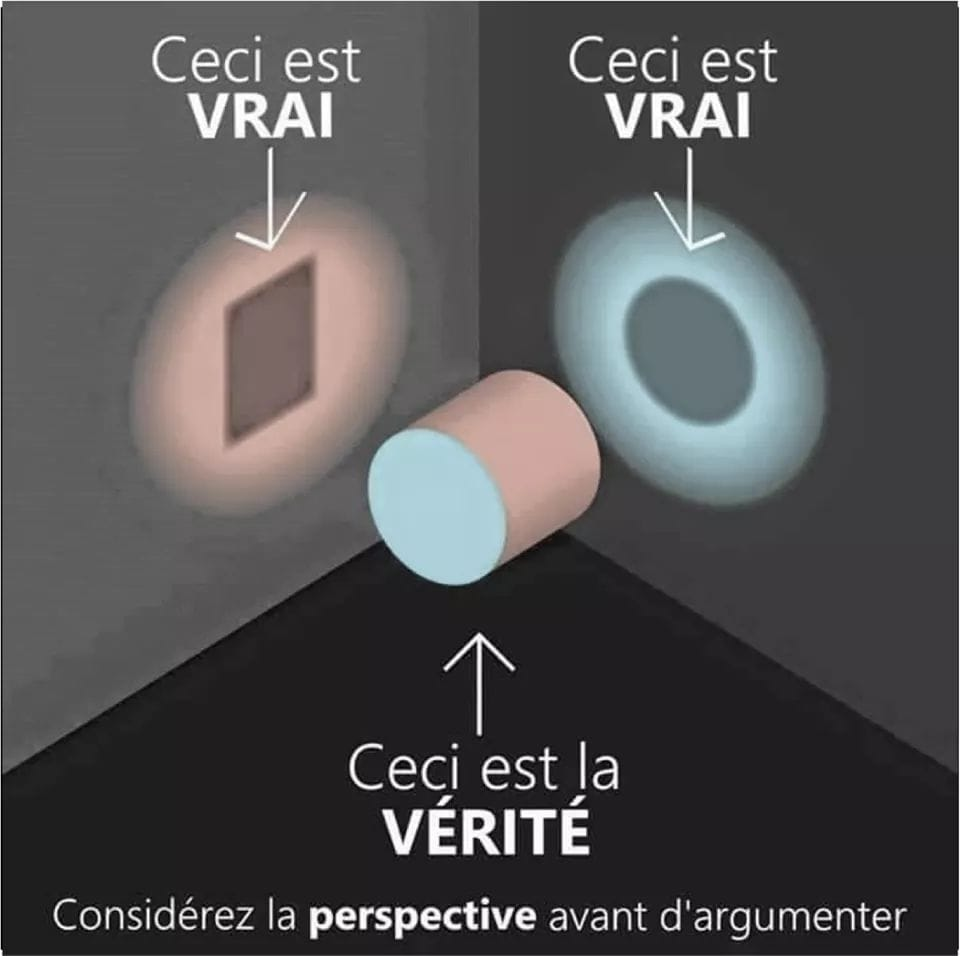 Ceci est
VRAI
Ceci est
VRAI
Ceci est la
VÉRITÉ
Considérez la perspective avant d'argumenter